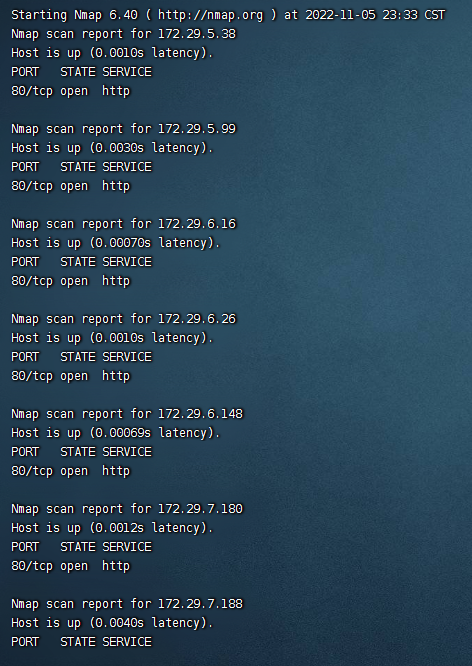 Starting Nmap 6.40 ( http://nmap.org ) at 2022-11-05 23:33 CST
Nmap scan report for 172.29.5.38
Host is up (0.0010s latency).
PORT   STATE SERVICE
80/tcp open  http

Nmap scan report for 172.29.5.99
Host is up (0.0030s latency).
PORT   STATE SERVICE
80/tcp open  http

Nmap scan report for 172.29.6.16
Host is up (0.00070s latency).
PORT   STATE SERVICE
80/tcp open  http

Nmap scan report for 172.29.6.26
Host is up (0.0010s latency).
PORT   STATE SERVICE
80/tcp open  http

Nmap scan report for 172.29.6.148
Host is up (0.00069s latency).
PORT   STATE SERVICE
80/tcp open  http

Nmap scan report for 172.29.7.180
Host is up (0.0012s latency).
PORT   STATE SERVICE
80/tcp open  http

Nmap scan report for 172.29.7.188
Host is up (0.0040s latency).
PORT   STATE SERVICE